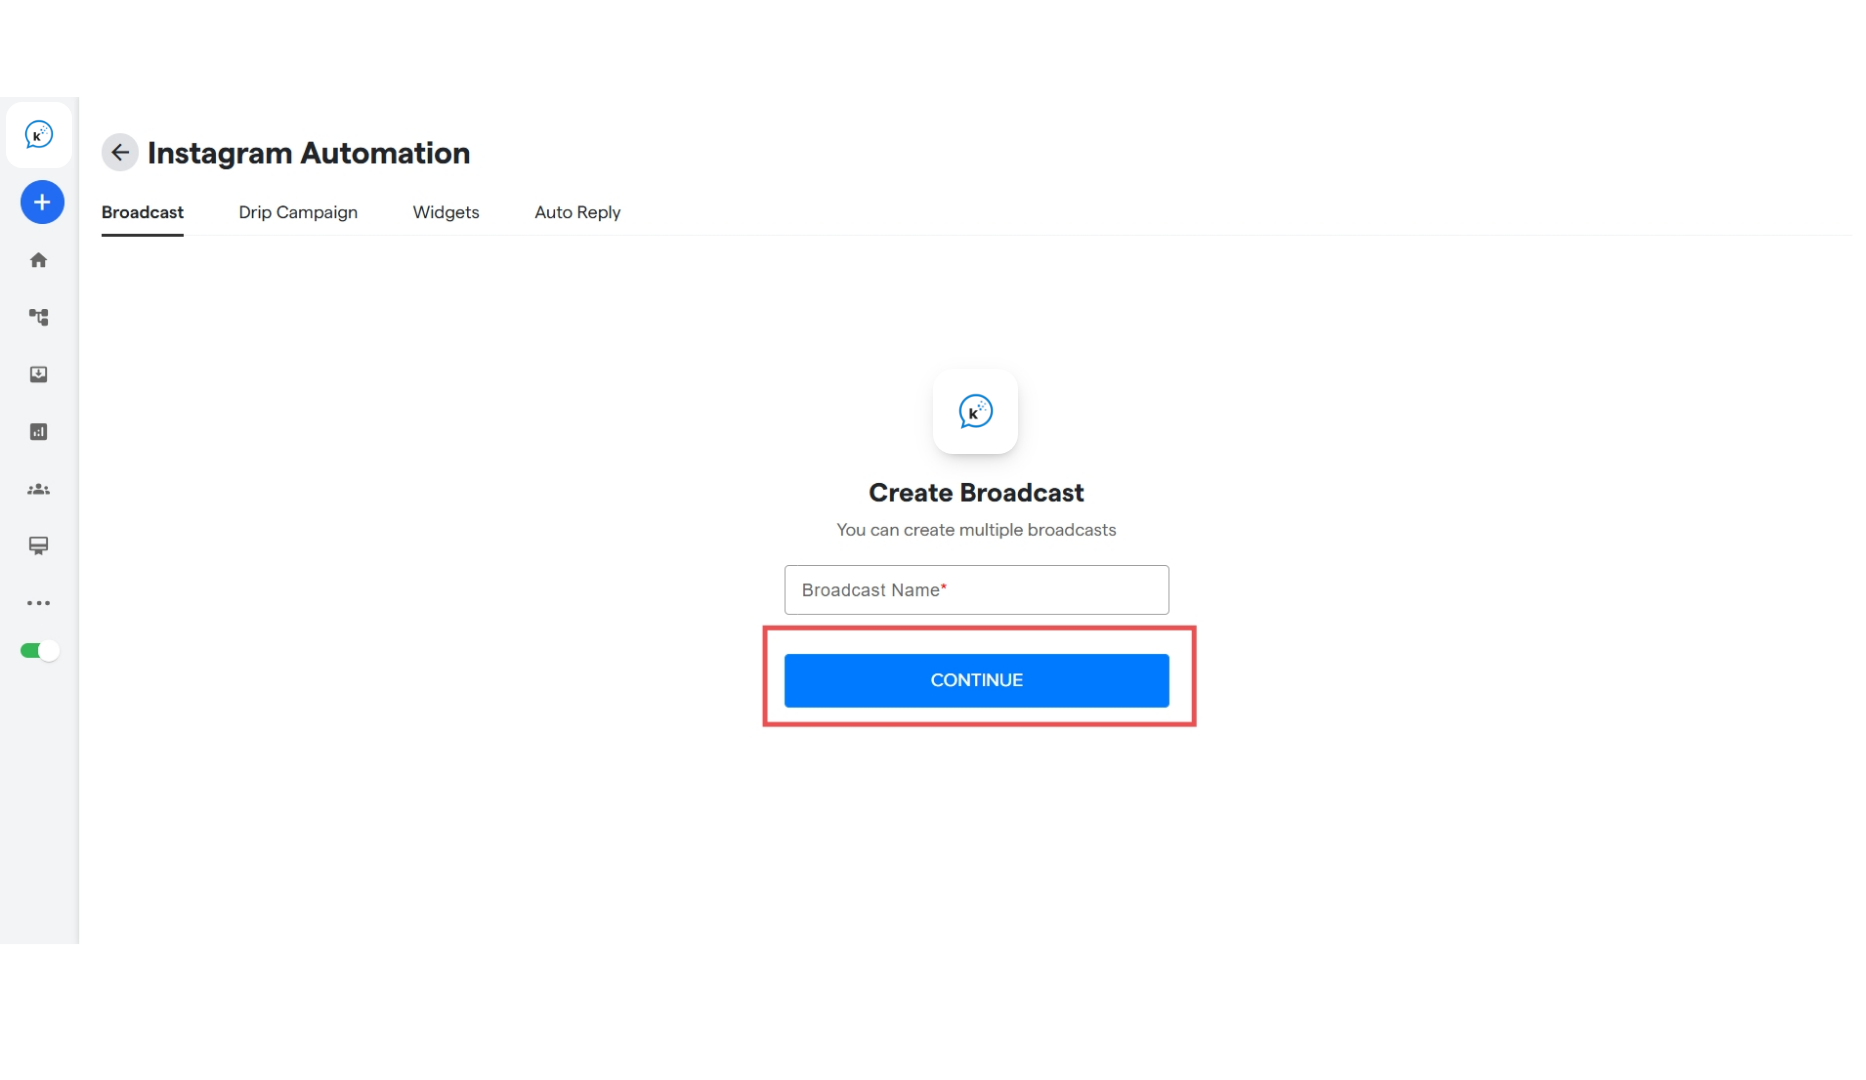 k
Instagram Automation
Broadcast Drip Campaign Widgets Auto Reply
k
Create Broadcast
You can create multiple broadcasts
Broadcast Name*
CONTINUE